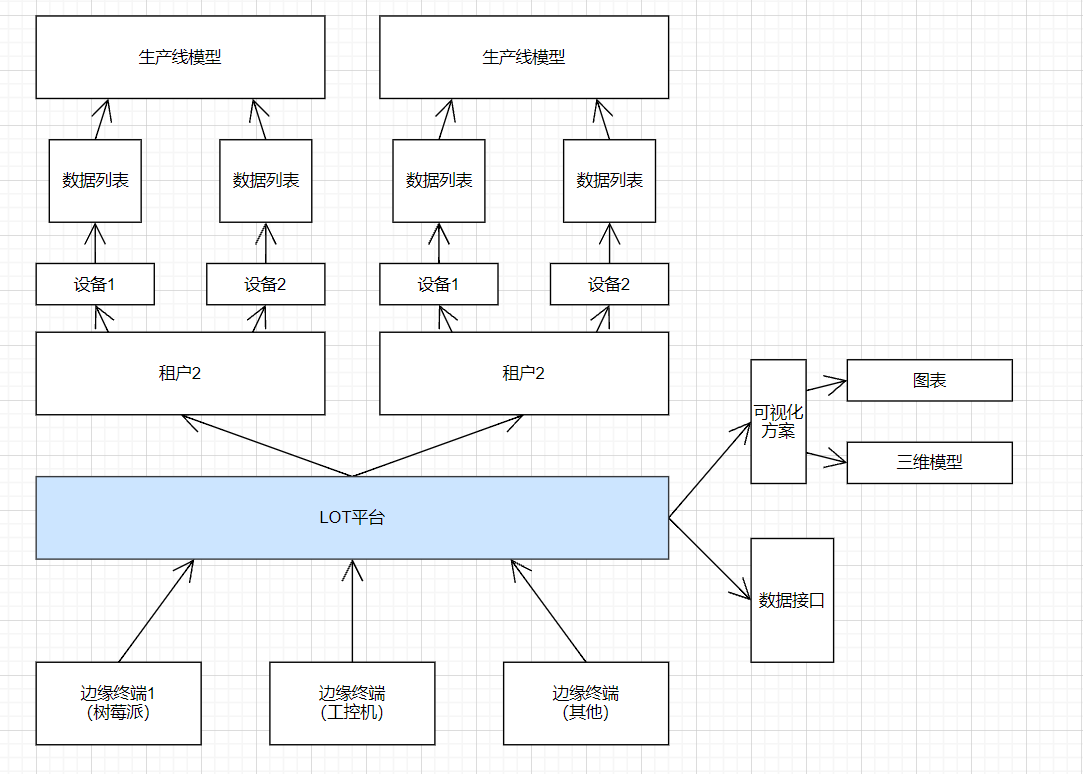 生产线模型
生产线模型
数据列表
数据列表
数据列表
数据列表
设备1
设备2
设备1
设备2
租户2
租户2
可视化
方案
图表
三维模型
LOT平台
数据接口
边缘终端1
(树莓派)
边缘终端
(工控机)
边缘终端
(其他)